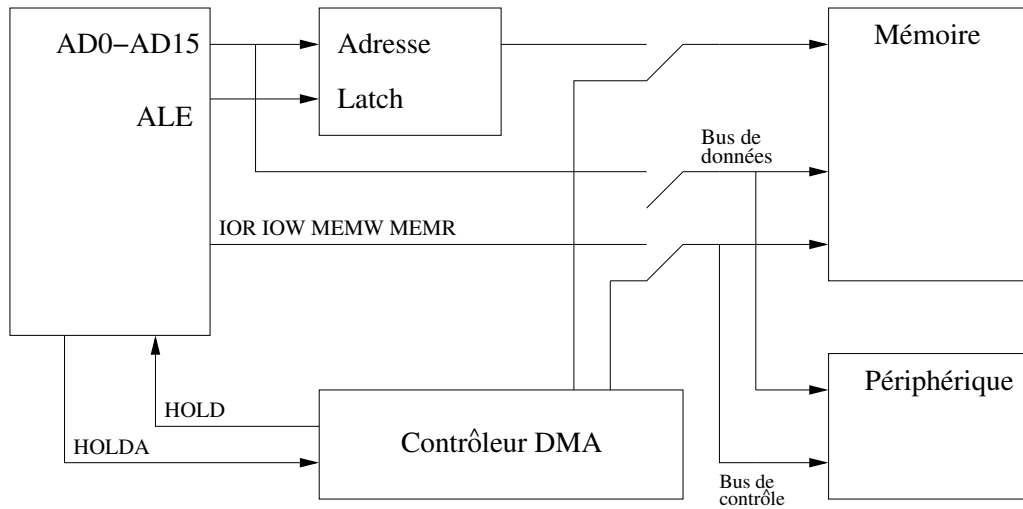 AD0−AD15
ALE
Adresse
Latch
Mémoire
Bus de
données
IOR IOW MEMW MEMR
HOLD
HOLDA
Contrôleur DMA
Périphérique
Bus de
contrôle